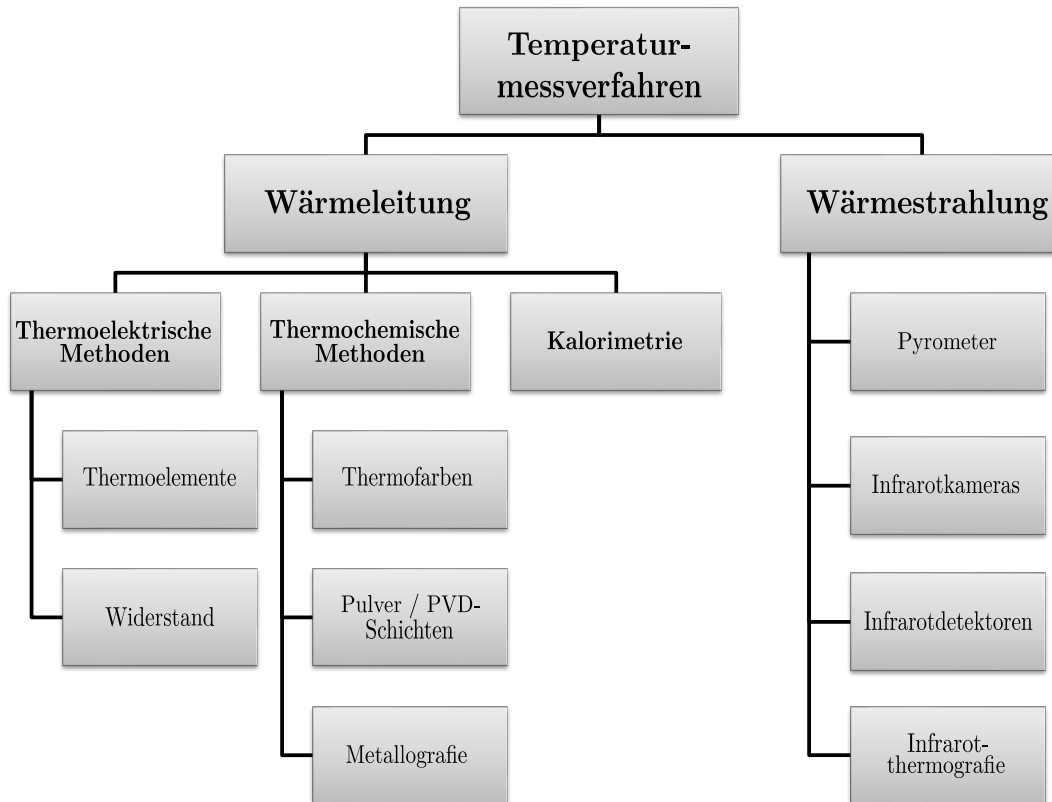 Temperatur-
messverfahren
Wärmeleitung
Wärmestrahlung
Thermoelektrische
Methoden
Thermochemische
Methoden
Kalorimetrie
Pyrometer
Thermoelemente
Thermofarben
Infrarotkameras
Widerstand
Pulver / PVD-
Schichten
Infrarotdetektoren
Metallografie
Infrarot-
thermografie